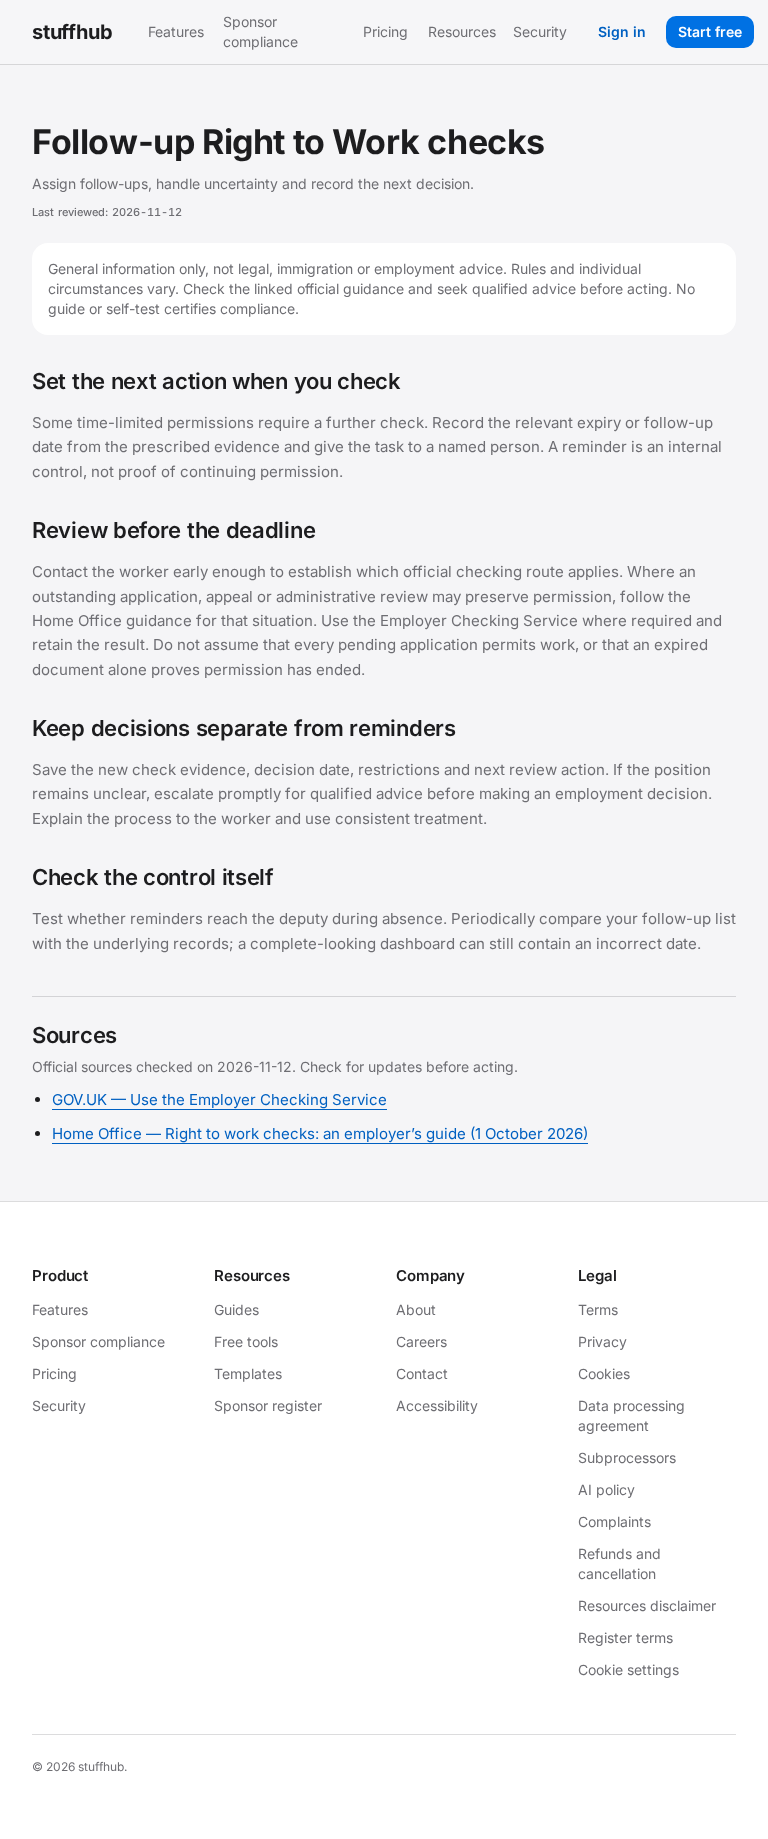 stuffhub
Features
Sponsor
compliance
Pricing
Resources
Security
Sign in
Start free
Follow-up Right to Work checks
Assign follow-ups, handle uncertainty and record the next decision.
Last reviewed: 2026-11-12
General information only, not legal, immigration or employment advice. Rules and individual
circumstances vary. Check the linked official guidance and seek qualified advice before acting. No
guide or self-test certifies compliance.
Set the next action when you check
Some time-limited permissions require a further check. Record the relevant expiry or follow-up
date from the prescribed evidence and give the task to a named person. A reminder is an internal
control, not proof of continuing permission.
Review before the deadline
Contact the worker early enough to establish which official checking route applies. Where an
outstanding application, appeal or administrative review may preserve permission, follow the
Home Office guidance for that situation. Use the Employer Checking Service where required and
retain the result. Do not assume that every pending application permits work, or that an expired
document alone proves permission has ended.
Keep decisions separate from reminders
Save the new check evidence, decision date, restrictions and next review action. If the position
remains unclear, escalate promptly for qualified advice before making an employment decision.
Explain the process to the worker and use consistent treatment.
Check the control itself
Test whether reminders reach the deputy during absence. Periodically compare your follow-up list
with the underlying records; a complete-looking dashboard can still contain an incorrect date.
Sources
Official sources checked on 2026-11-12. Check for updates before acting.
GOV.UK — Use the Employer Checking Service
Home Office — Right to work checks: an employer’s guide (1 October 2026)
Product
Features
Sponsor compliance
Pricing
Security
Resources
Guides
Free tools
Templates
Sponsor register
Company
About
Careers
Contact
Accessibility
Legal
Terms
Privacy
Cookies
Data processing
agreement
Subprocessors
AI policy
Complaints
Refunds and
cancellation
Resources disclaimer
Register terms
Cookie settings
© 2026 stuffhub.